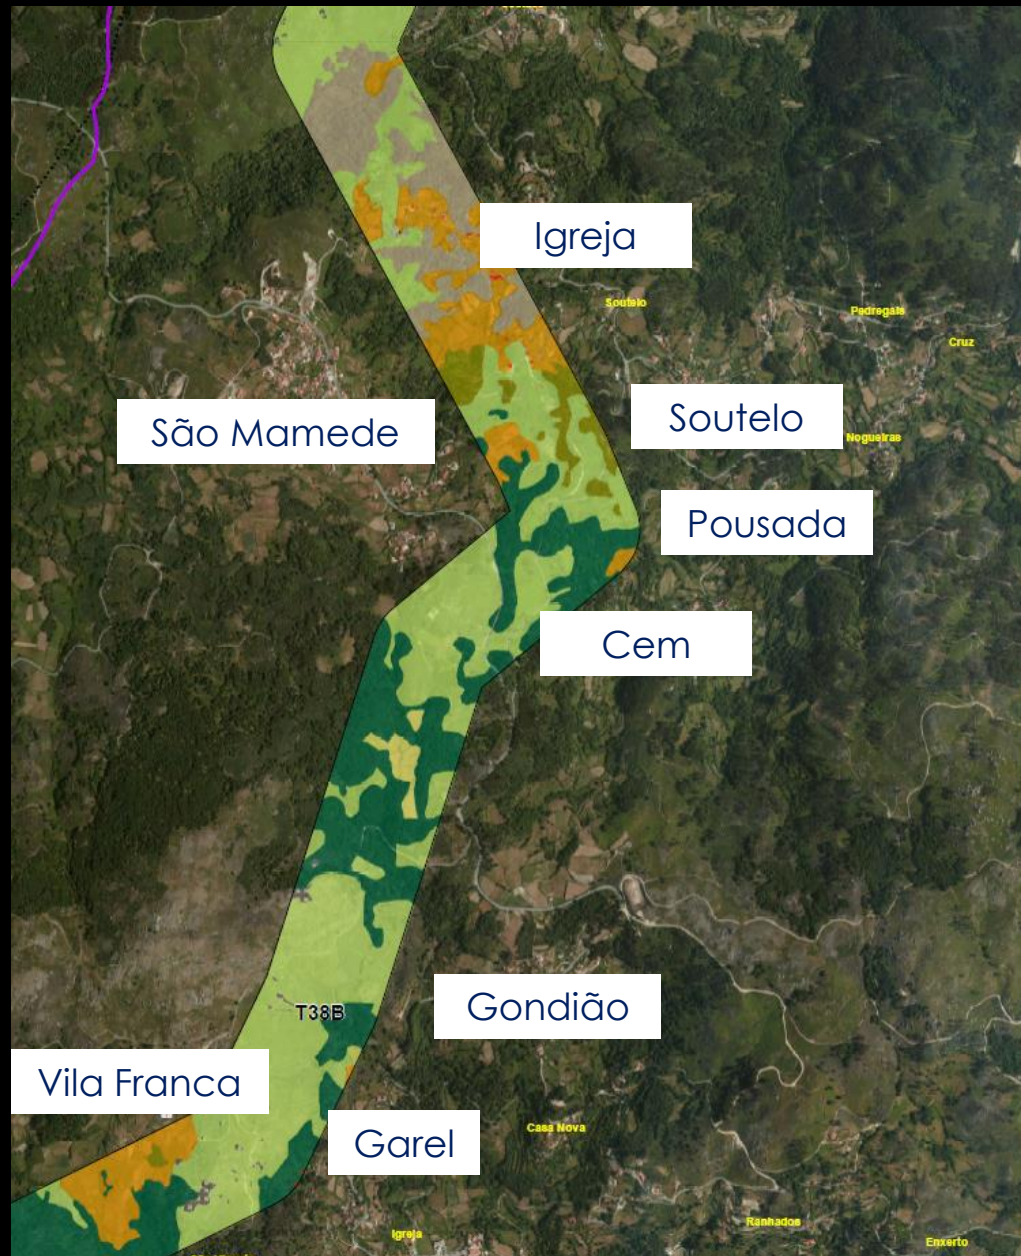 Igreja
Soutelo
Pedregais
Cruz
São Mamede
Soutelo
Nogueiras
Pousada
Cem
T38B
Gondião
Vila Franca
Garel
Casa Nova
Igreja
Ranhados
Enxerto